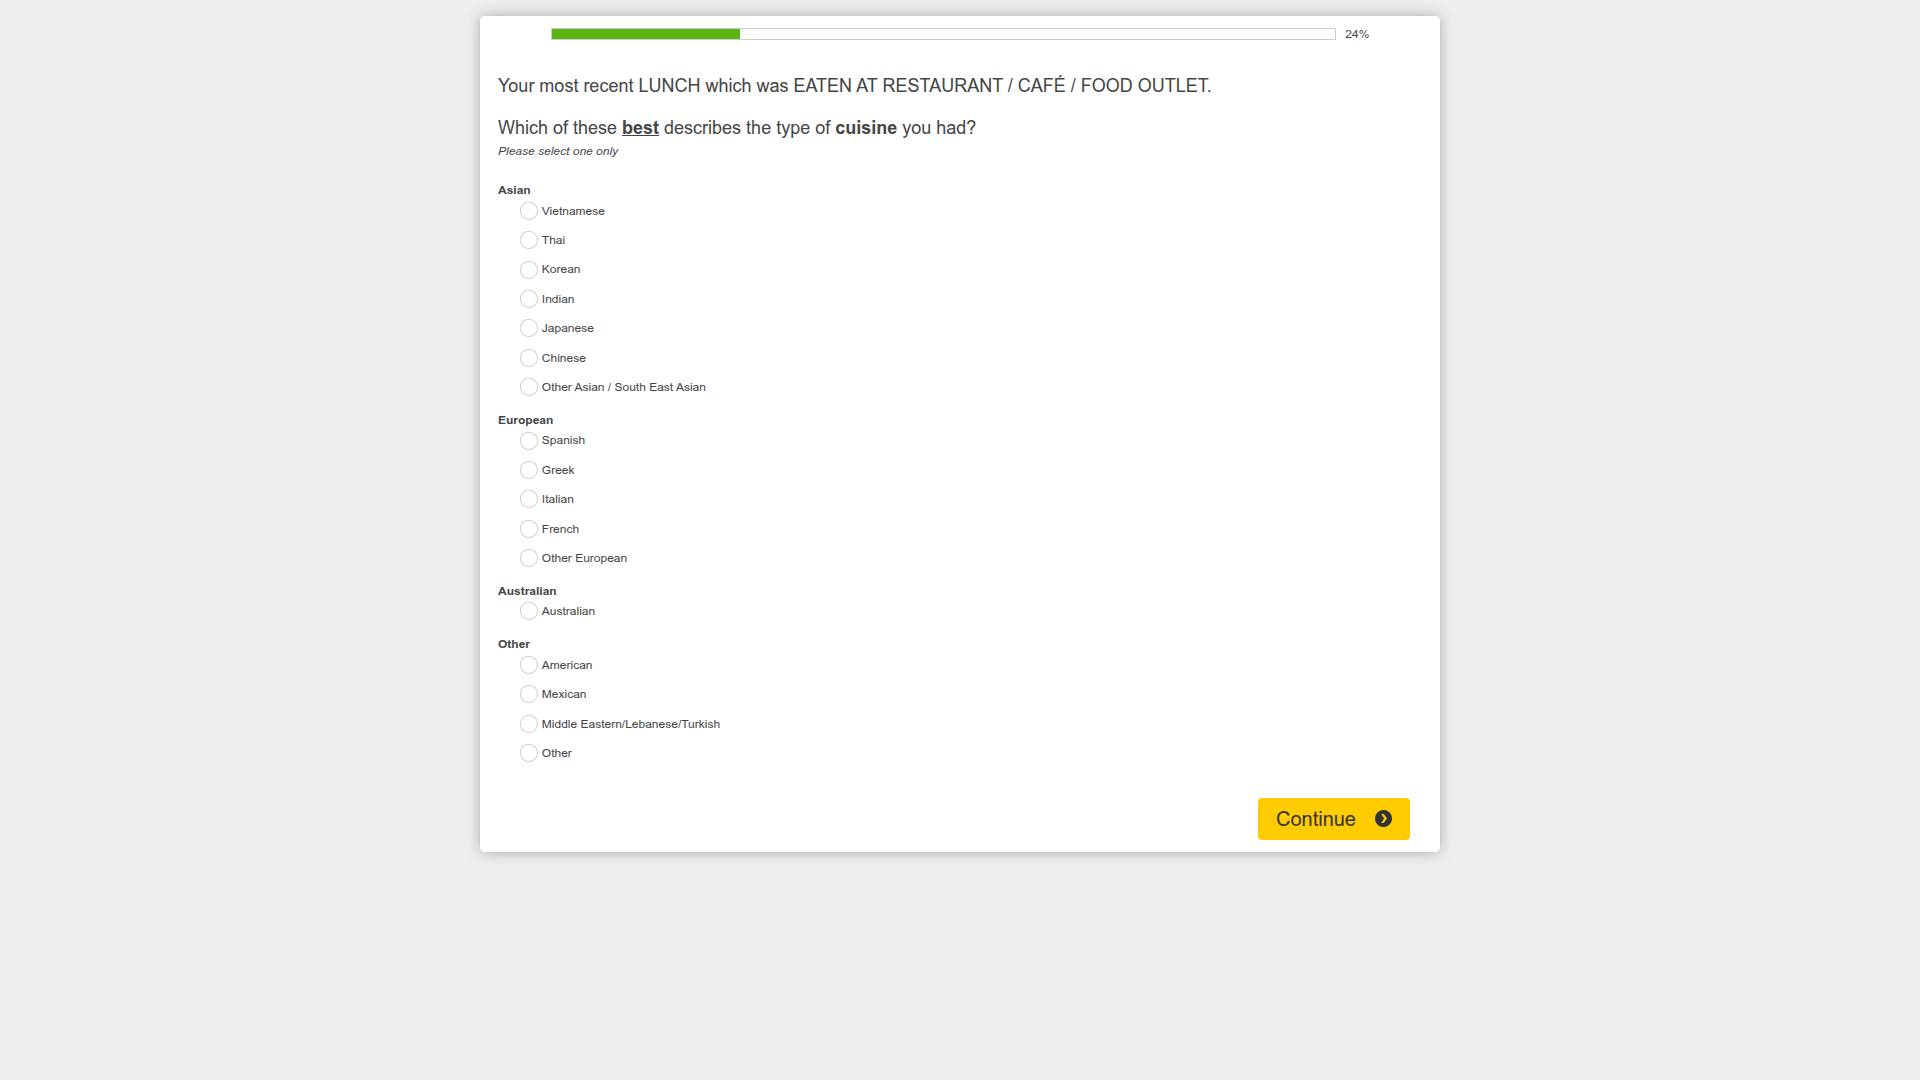 24%
Your most recent LUNCH which was EATEN AT RESTAURANT / CAFÉ / FOOD OUTLET.
Which of these best describes the type of cuisine you had?
Please select one only
Asian
Vietnamese
Thai
Korean
Indian
Japanese
Chinese
Other Asian / South East Asian
European
Spanish
Greek
Italian
French
Other European
Australian
Australian
Other
American
Mexican
Middle Eastern/Lebanese/Turkish
Other
Continue